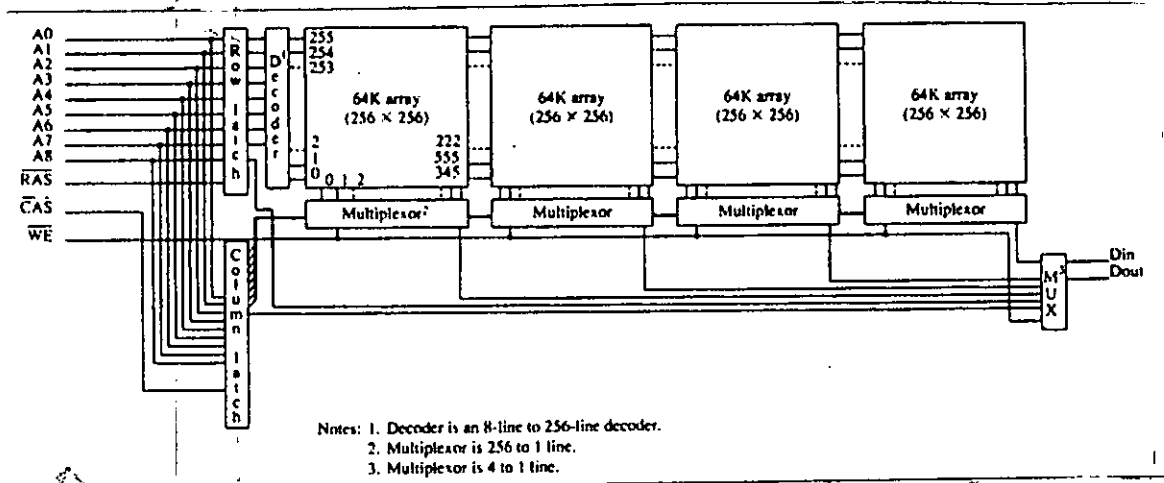 A0
A1
A2
A3
A4
A5
A6
A7
A8
RAS
CAS
WE
Row latch
D¹ecoder
255
254
253
2
1
0
0 1 2
222
555
345
64K array
(256 × 256)
64K array
(256 × 256)
64K array
(256 × 256)
64K array
(256 × 256)
Multiplexor²
Multiplexor
Multiplexor
Multiplexor
Column latch
M³UX
Din
Dout
Notes: 1. Decoder is an 8-line to 256-line decoder.
2. Multiplexor is 256 to 1 line.
3. Multiplexor is 4 to 1 line.